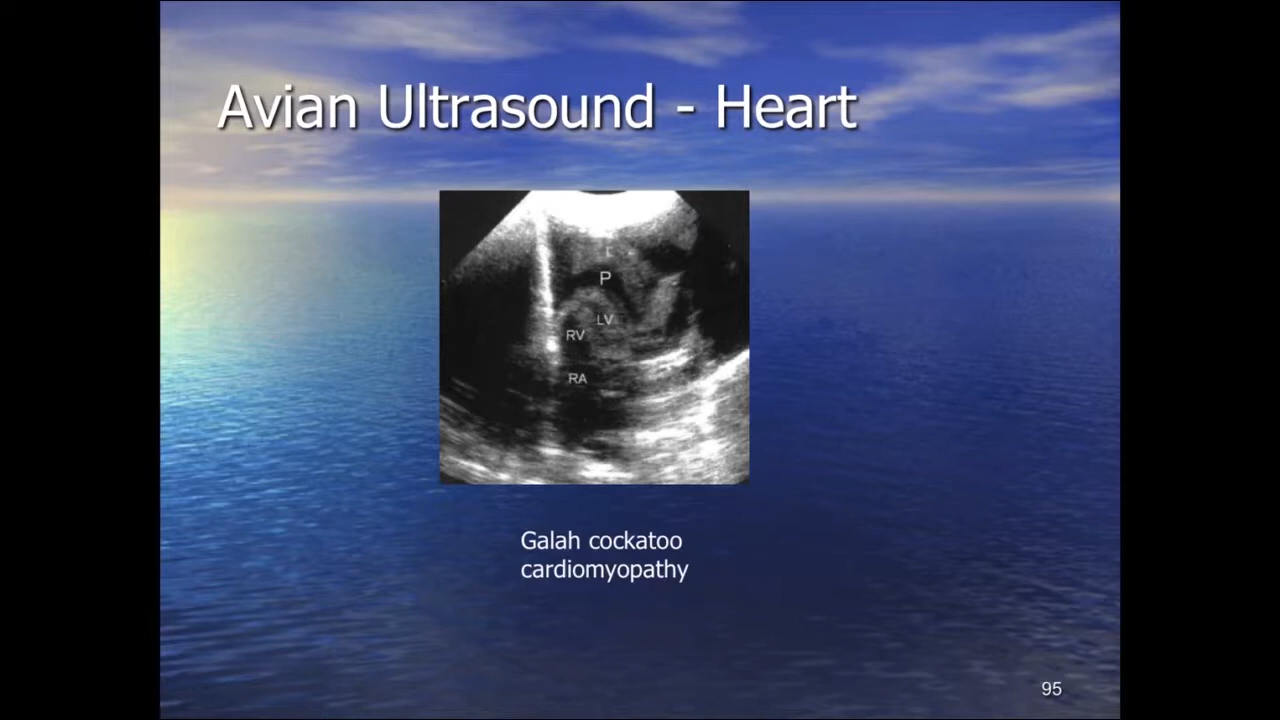 Avian Ultrasound - Heart
L
P
LV
RV
RA
Galah cockatoo
cardiomyopathy
95